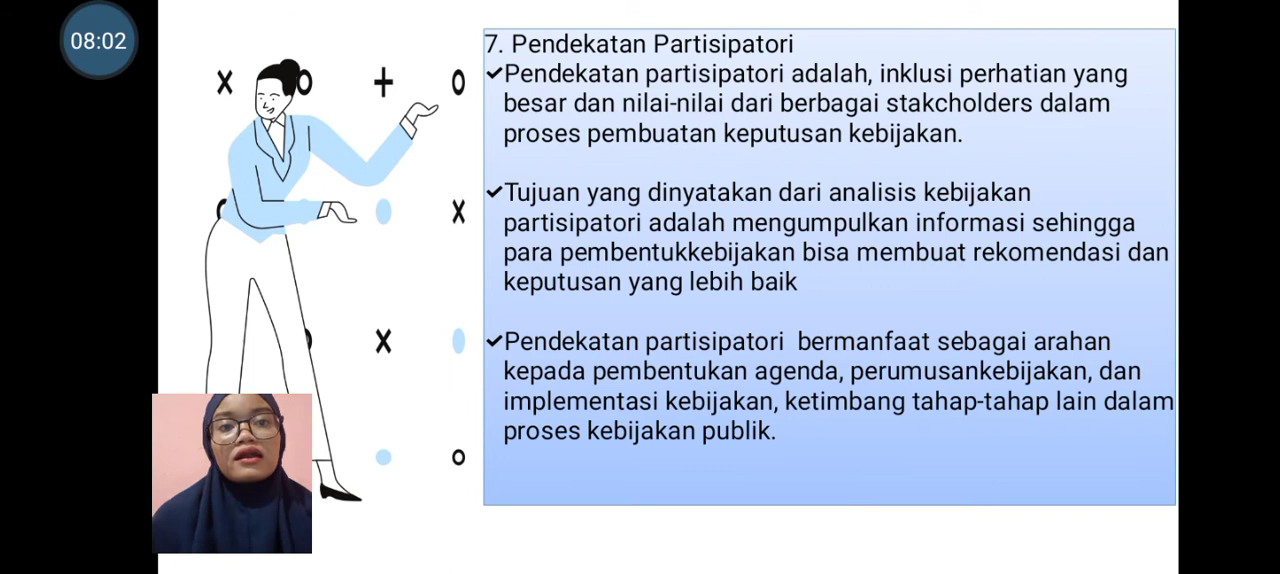 08:02
7. Pendekatan Partisipatori
✓Pendekatan partisipatori adalah, inklusi perhatian yang
besar dan nilai-nilai dari berbagai stakcholders dalam
proses pembuatan keputusan kebijakan.
✓Tujuan yang dinyatakan dari analisis kebijakan
partisipatori adalah mengumpulkan informasi sehingga
para pembentukkebijakan bisa membuat rekomendasi dan
keputusan yang lebih baik
✓Pendekatan partisipatori  bermanfaat sebagai arahan
kepada pembentukan agenda, perumusankebijakan, dan
implementasi kebijakan, ketimbang tahap-tahap lain dalam
proses kebijakan publik.